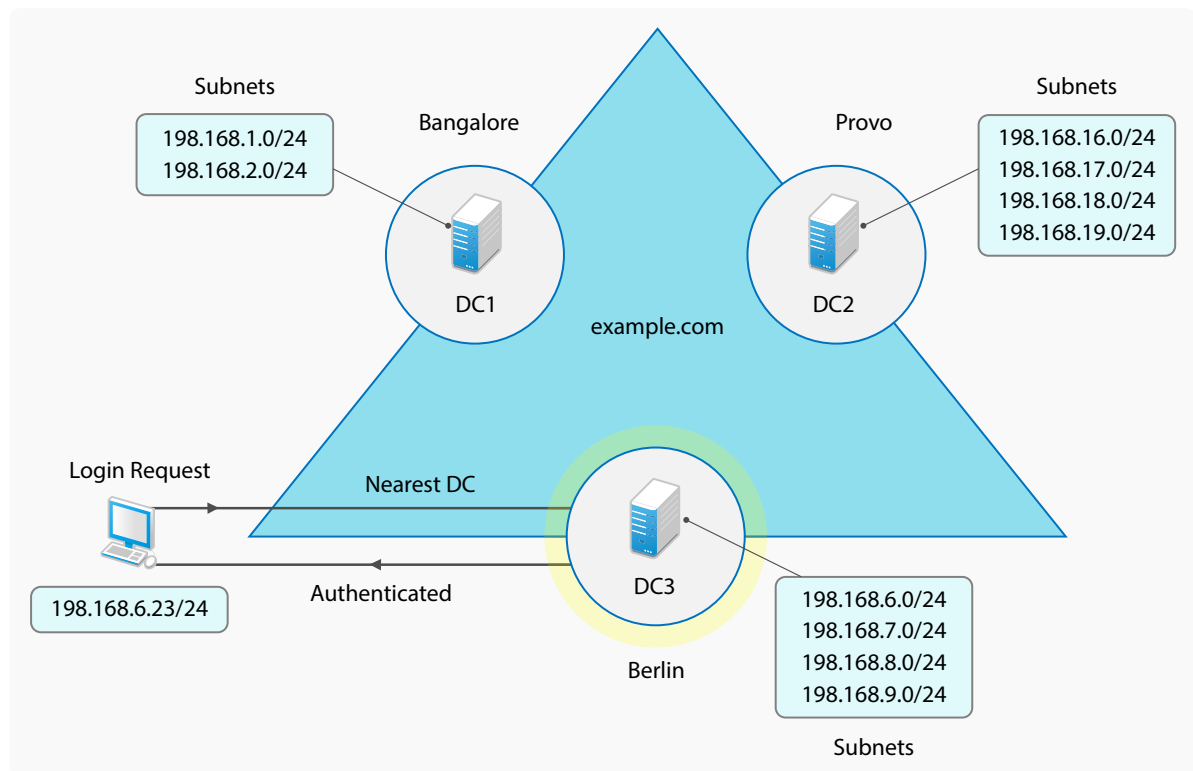 Subnets
198.168.1.0/24
198.168.2.0/24
Bangalore
DC1
Provo
DC2
Subnets
198.168.16.0/24
198.168.17.0/24
198.168.18.0/24
198.168.19.0/24
example.com
Login Request
198.168.6.23/24
Nearest DC
Authenticated
DC3
Berlin
198.168.6.0/24
198.168.7.0/24
198.168.8.0/24
198.168.9.0/24
Subnets